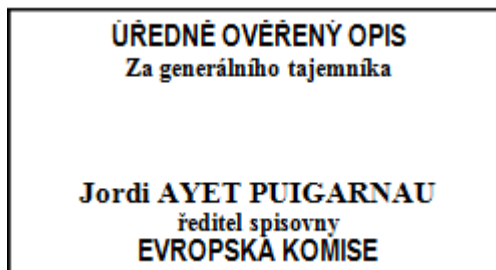 ÚŘEDNĚ OVĚŘENÝ OPIS
Za generálního tajemníka
Jordi AYET PUIGARNAU
ředitel spisovny
EVROPSKÁ KOMISE